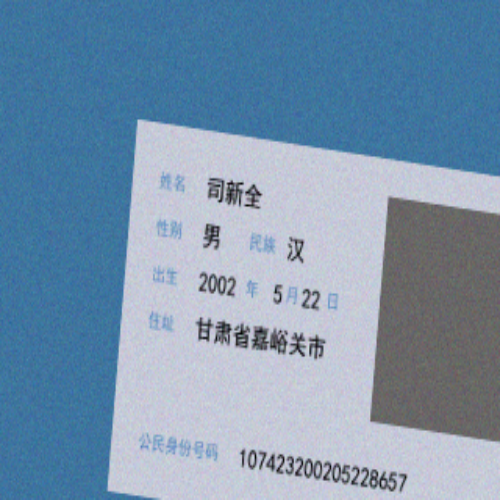 姓名 司新全
性别 男 民族 汉
出生 2002 年 5 月 22 日
住址 甘肃省嘉峪关市
公民身份号码 107423200205228657